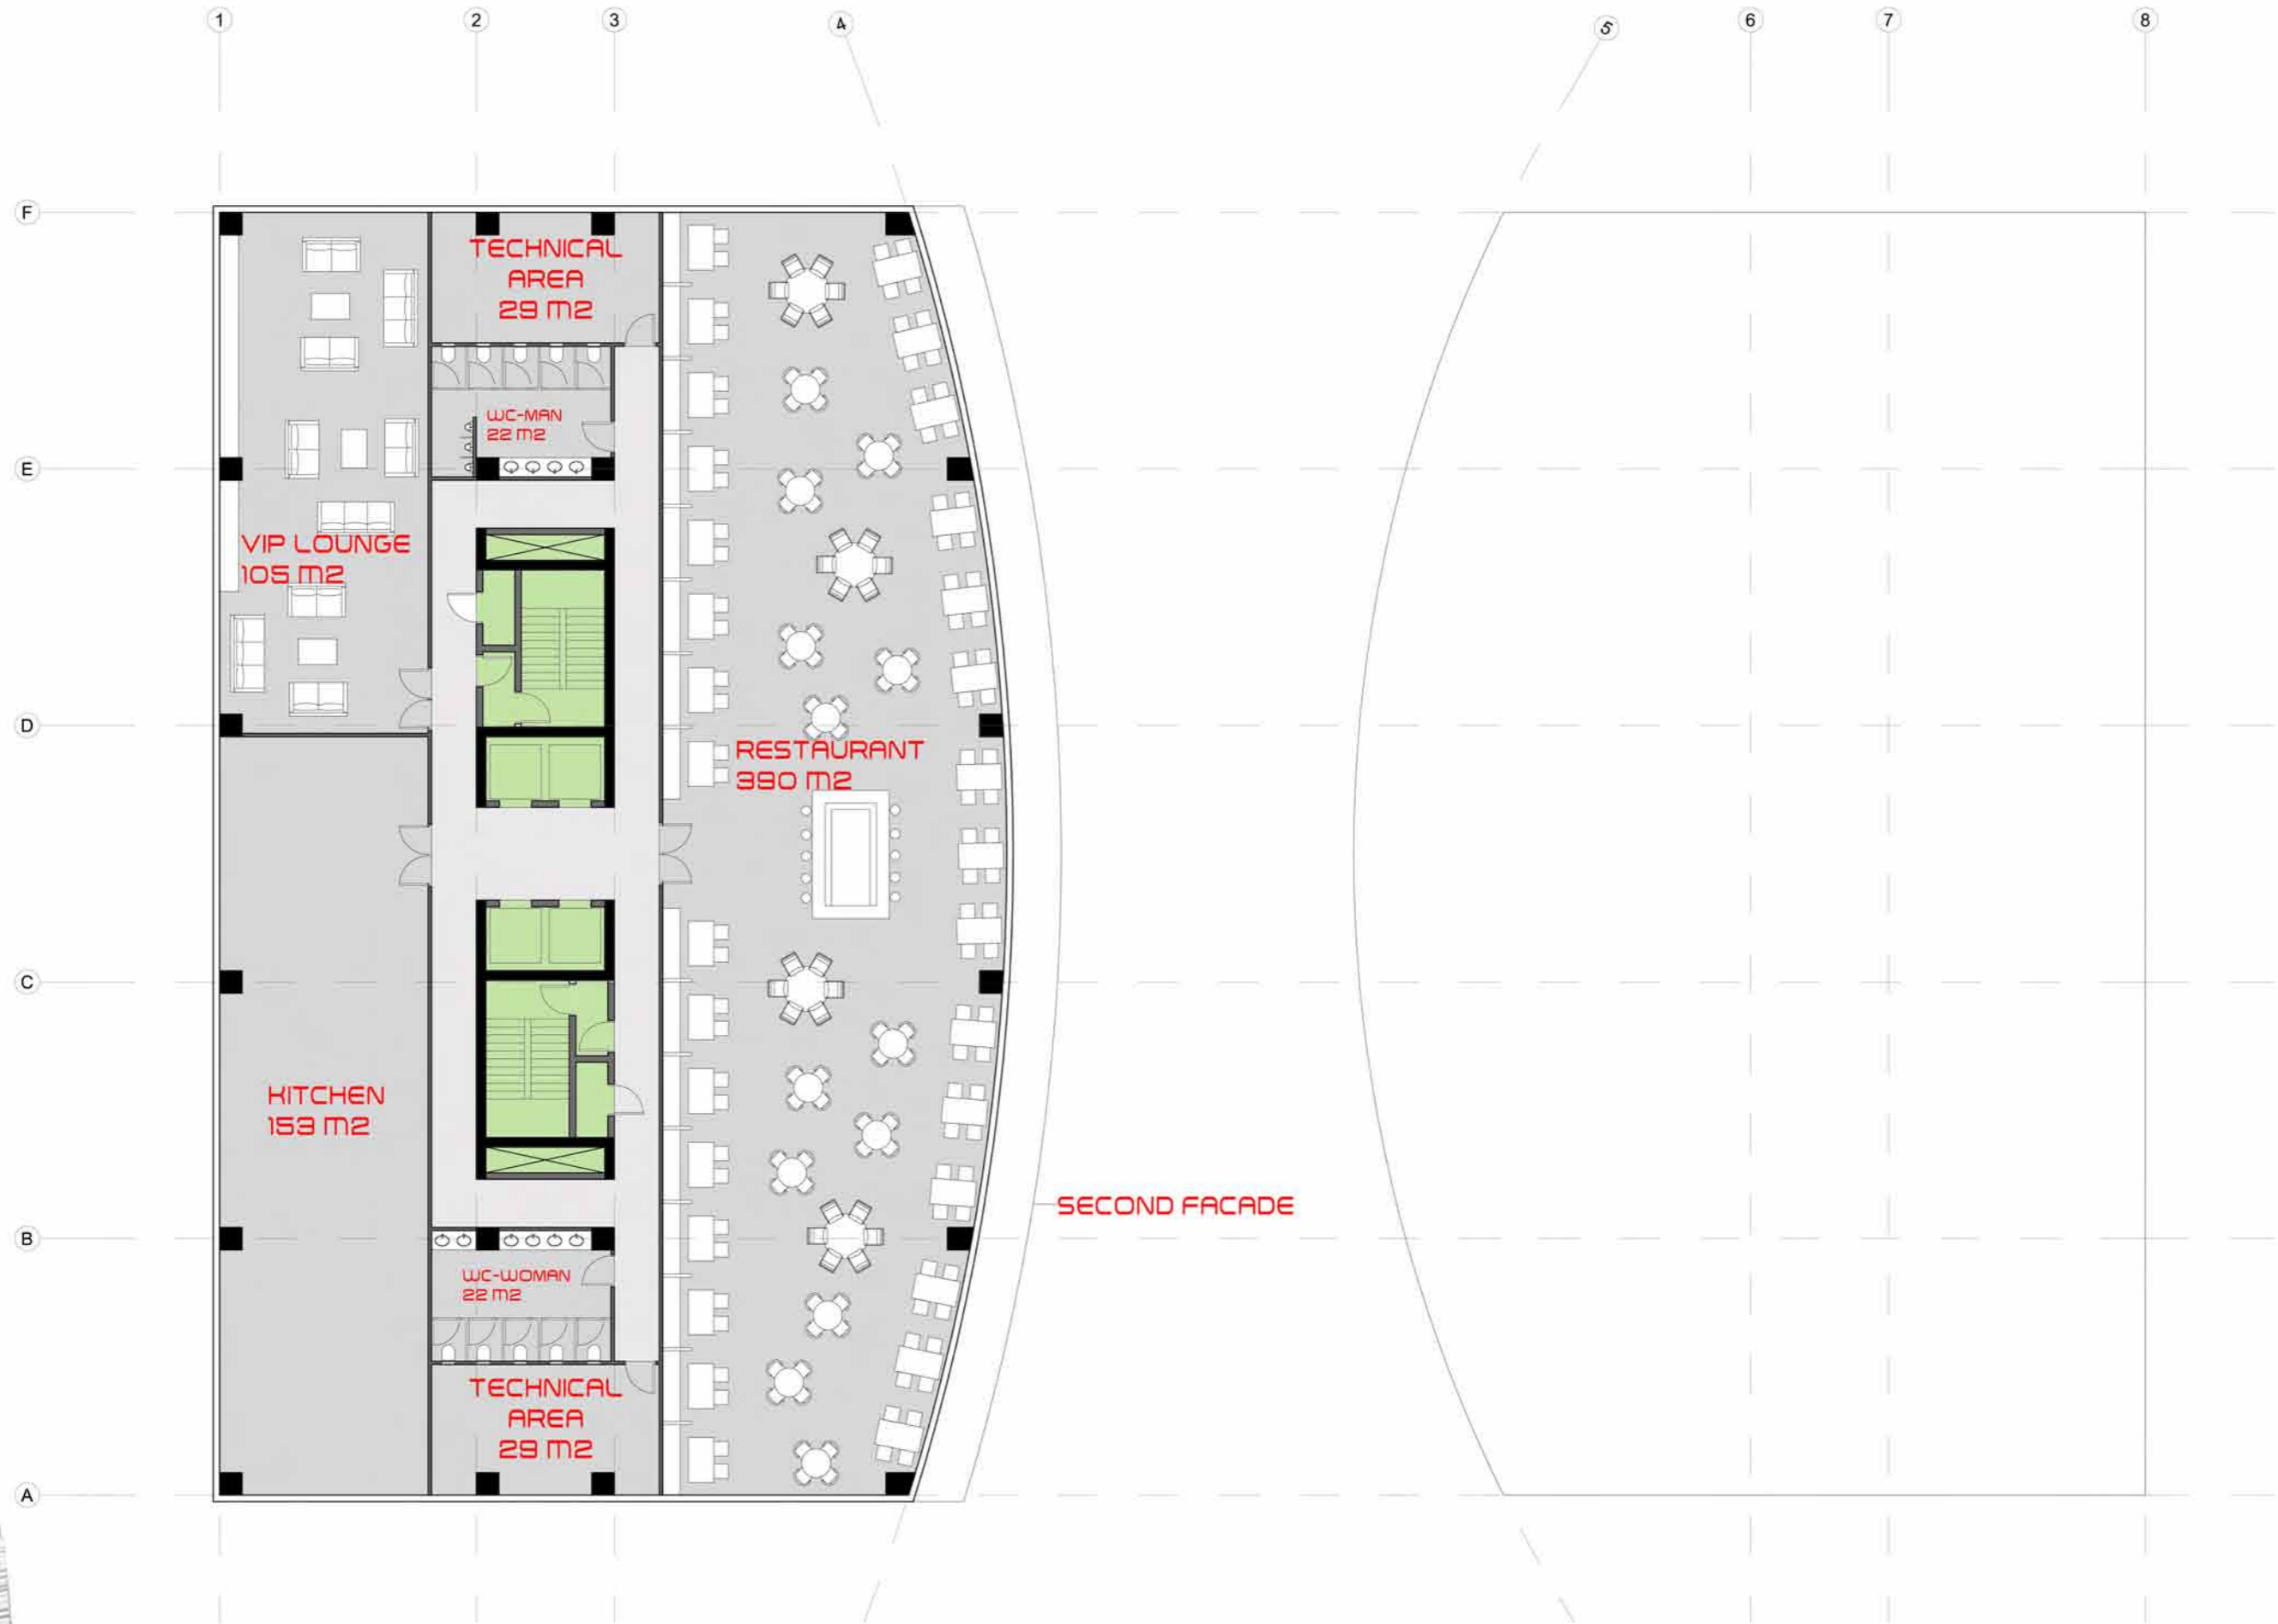 1
2
3
4
5
6
7
8
F
E
D
C
B
A
TECHNICAL
AREA
29 m2
WC-MAN
22 m2
VIP LOUNGE
105 m2
RESTAURANT
390 m2
KITCHEN
153 m2
SECOND FACADE
WC-WOMAN
22 m2
TECHNICAL
AREA
29 m2